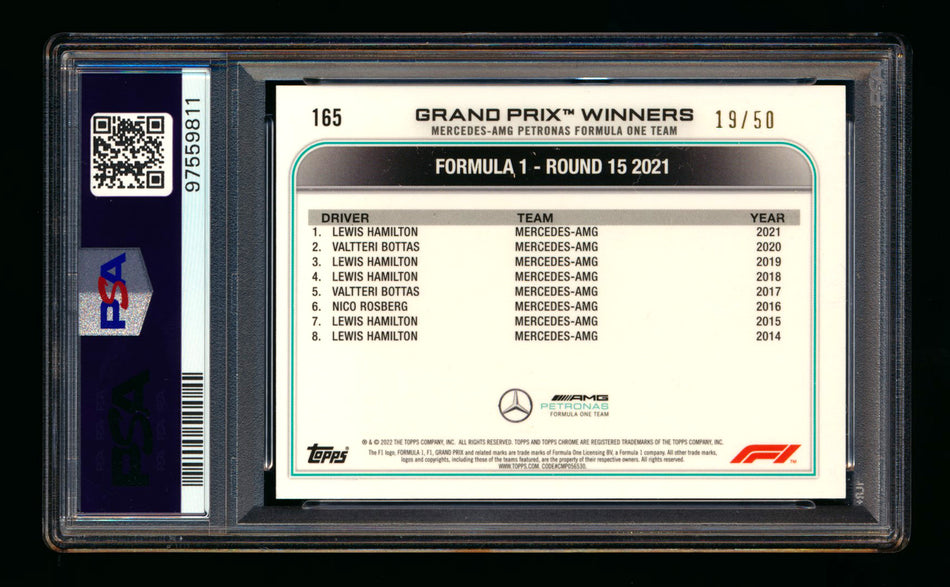 97559811
PSA
PSA
165
GRAND PRIX™ WINNERS
19/50
MERCEDES-AMG PETRONAS FORMULA ONE TEAM
FORMULA 1 - ROUND 15 2021
DRIVER TEAM YEAR
1. LEWIS HAMILTON MERCEDES-AMG 2021
2. VALTTERI BOTTAS MERCEDES-AMG 2020
3. LEWIS HAMILTON MERCEDES-AMG 2019
4. LEWIS HAMILTON MERCEDES-AMG 2018
5. VALTTERI BOTTAS MERCEDES-AMG 2017
6. NICO ROSBERG MERCEDES-AMG 2016
7. LEWIS HAMILTON MERCEDES-AMG 2015
8. LEWIS HAMILTON MERCEDES-AMG 2014
AMG
PETRONAS
FORMULA ONE TEAM
Topps
® & © 2022 THE TOPPS COMPANY, INC. ALL RIGHTS RESERVED. TOPPS AND TOPPS CHROME ARE REGISTERED TRADEMARKS OF THE TOPPS COMPANY, INC.
The F1 logo, FORMULA 1, F1, GRAND PRIX and related marks are trade marks of Formula One Licensing BV, a Formula 1 company. All other trade marks,
logos and copyrights, including those of the teams featured, are the property of their respective owners. All rights reserved.
WWW.TOPPS.COM. CODE#CMP056530.
F1™